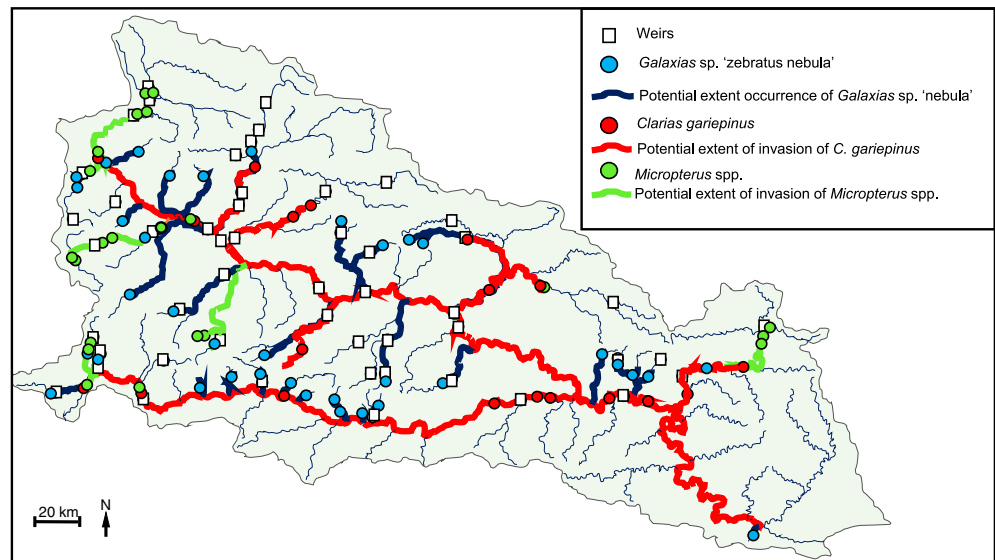 Weirs
Galaxias sp. ‘zebratus nebula’
Potential extent occurrence of Galaxias sp. ‘nebula’
Clarias gariepinus
Potential extent of invasion of C. gariepinus
Micropterus spp.
Potential extent of invasion of Micropterus spp.
20 km
N